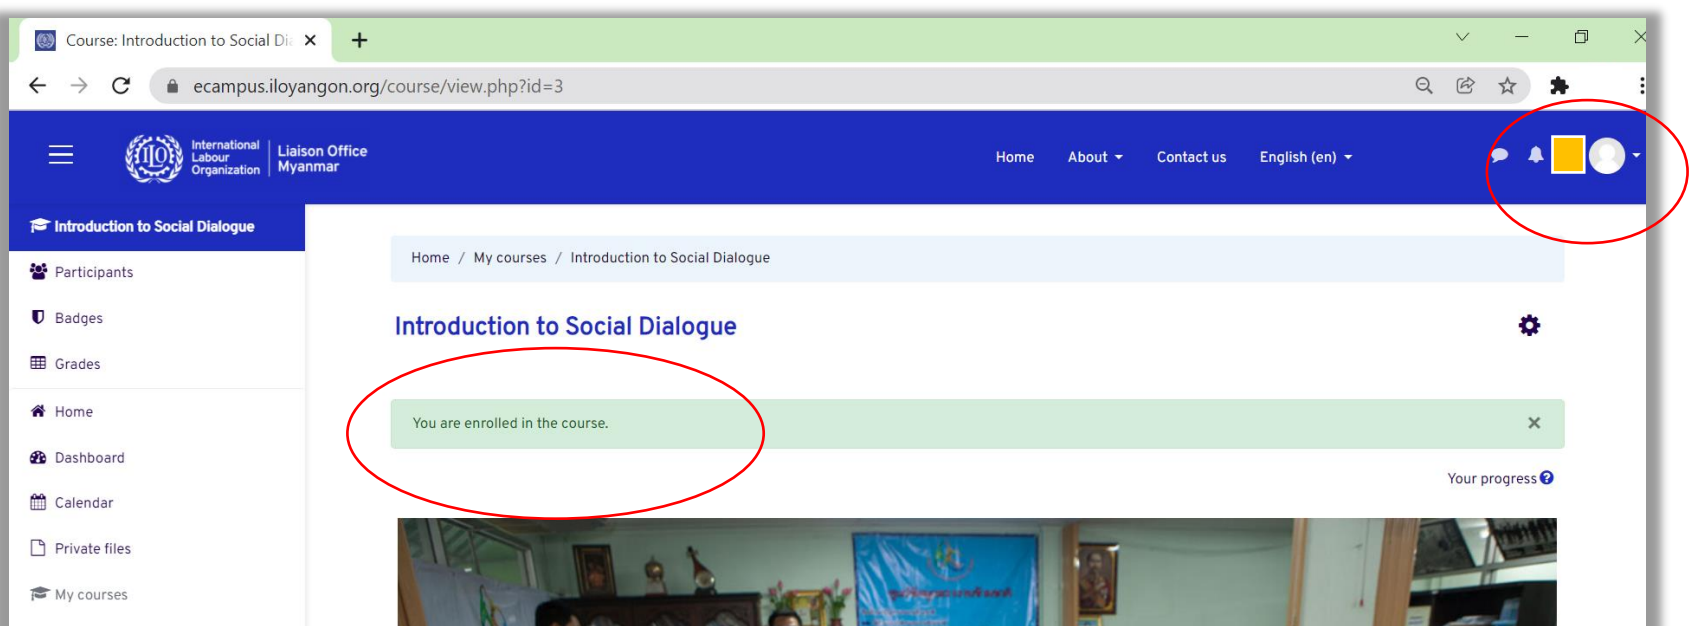 Course: Introduction to Social Di
ecampus.iloyangon.org/course/view.php?id=3
International
Labour
Organization
Liaison Office
Myanmar
Home
About
Contact us
English (en)
Introduction to Social Dialogue
Participants
Badges
Grades
Home
Dashboard
Calendar
Private files
My courses
Home / My courses / Introduction to Social Dialogue
Introduction to Social Dialogue
You are enrolled in the course.
Your progress